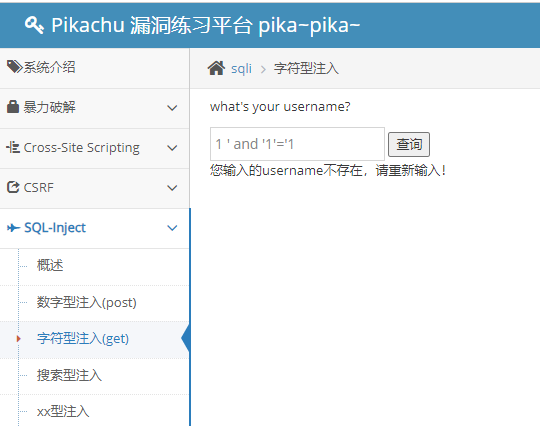 Pikachu 漏洞练习平台 pika~pika~
系统介绍
暴力破解
Cross-Site Scripting
CSRF
SQL-Inject
概述
数字型注入(post)
字符型注入(get)
搜索型注入
xx型注入
sqli > 字符型注入
what's your username?
1 ' and '1'='1 查询
您输入的username不存在，请重新输入！